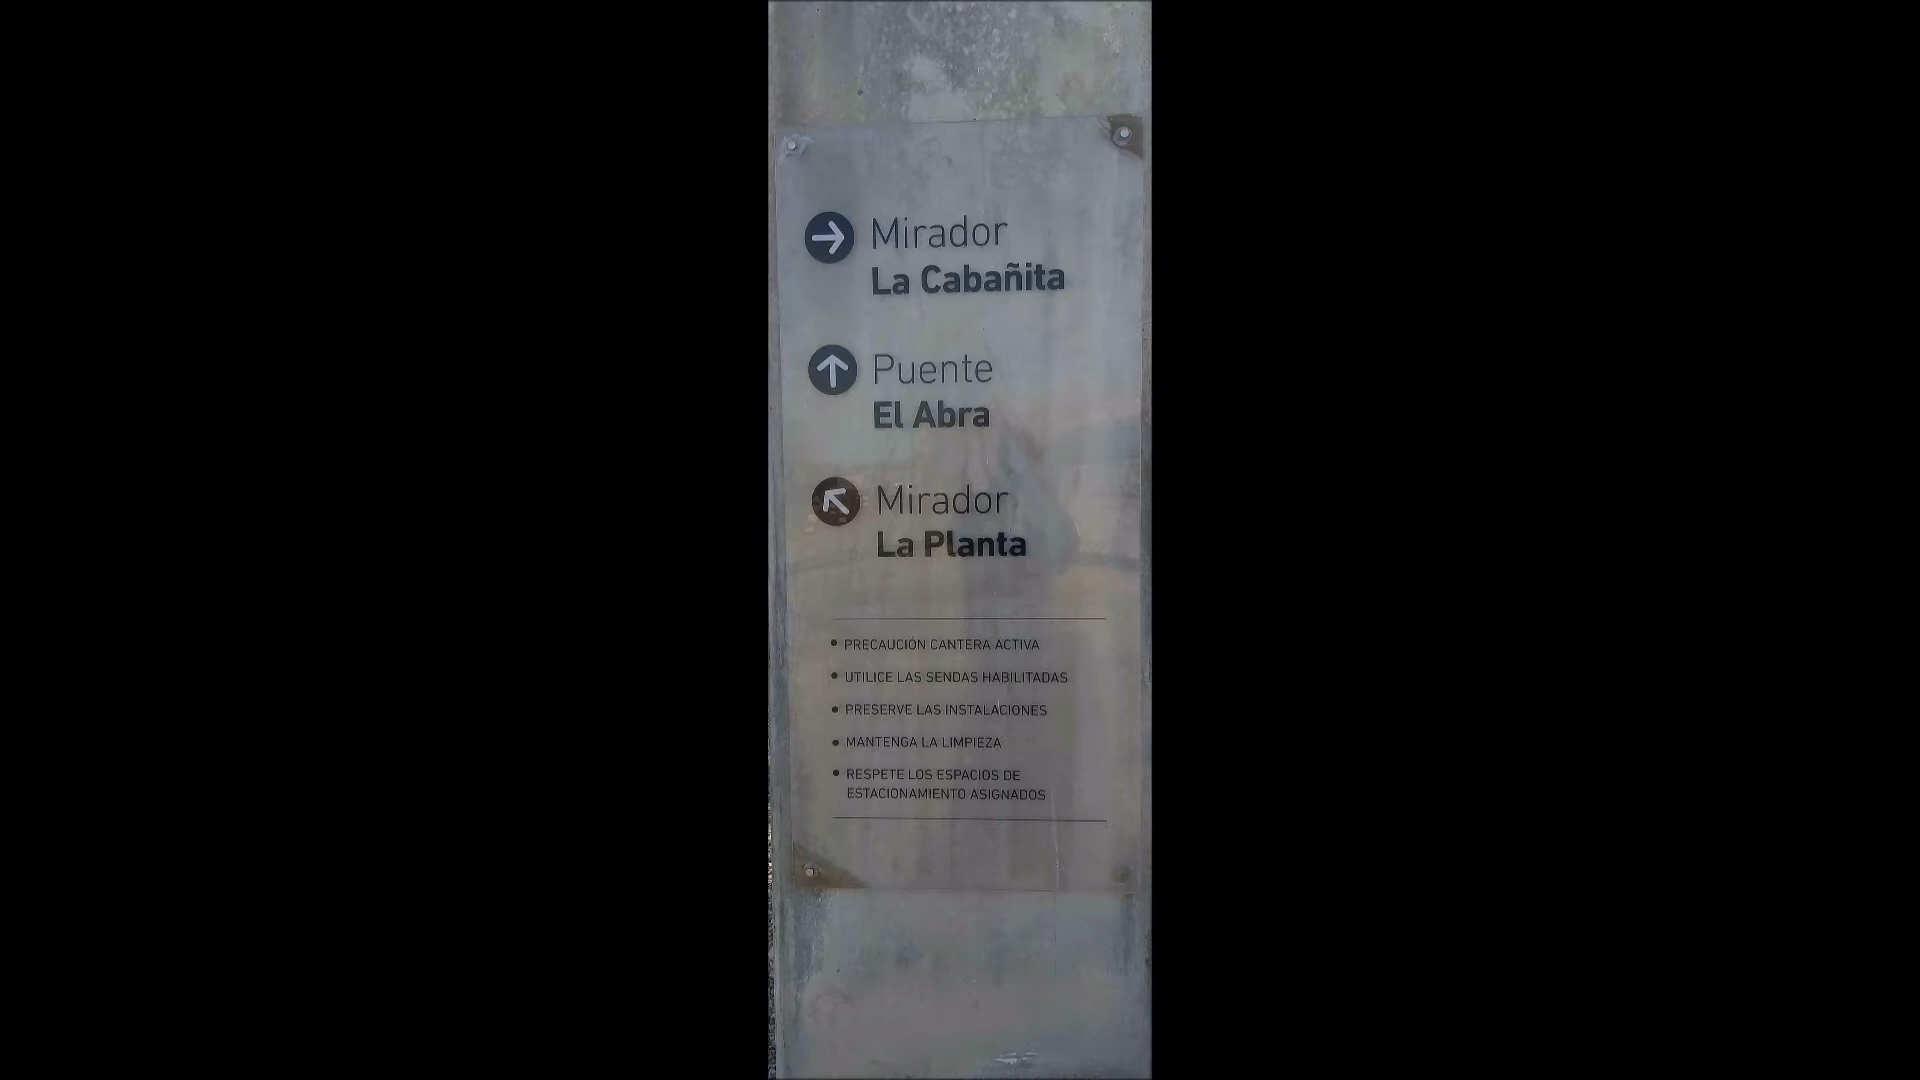 Mirador
La Cabañita
Puente
El Abra
Mirador
La Planta
• PRECAUCIÓN CANTERA ACTIVA
• UTILICE LAS SENDAS HABILITADAS
• PRESERVE LAS INSTALACIONES
• MANTENGA LA LIMPIEZA
• RESPETE LOS ESPACIOS DE
ESTACIONAMIENTO ASIGNADOS